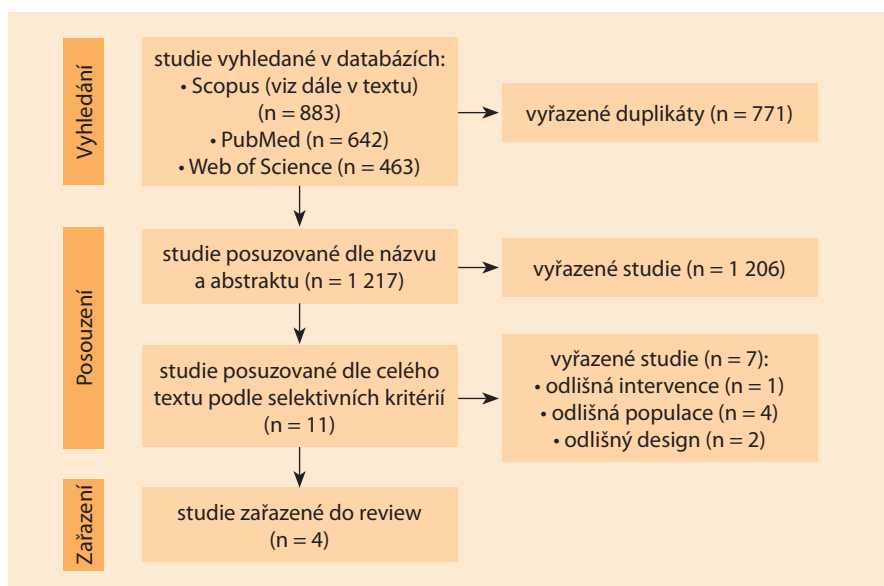 Vyhledání
studie vyhledané v databázích:
• Scopus (viz dále v textu)
(n = 883)
• PubMed (n = 642)
• Web of Science (n = 463)
vyřazené duplikáty (n = 771)
Posouzení
studie posuzované dle názvu
a abstraktu (n = 1 217)
vyřazené studie (n = 1 206)
studie posuzované dle celého
textu podle selektivních kritérií
(n = 11)
vyřazené studie (n = 7):
• odlišná intervence (n = 1)
• odlišná populace (n = 4)
• odlišný design (n = 2)
Zařazení
studie zařazené do review
(n = 4)